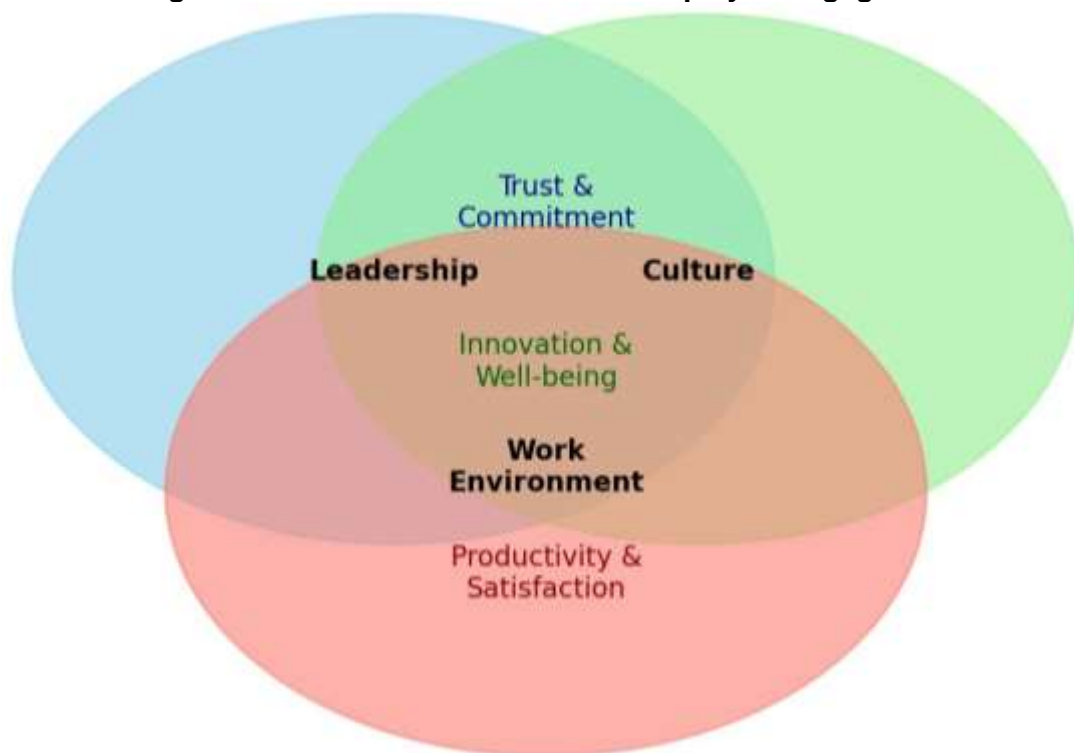 Trust &
Commitment
Leadership Culture
Innovation &
Well-being
Work
Environment
Productivity &
Satisfaction